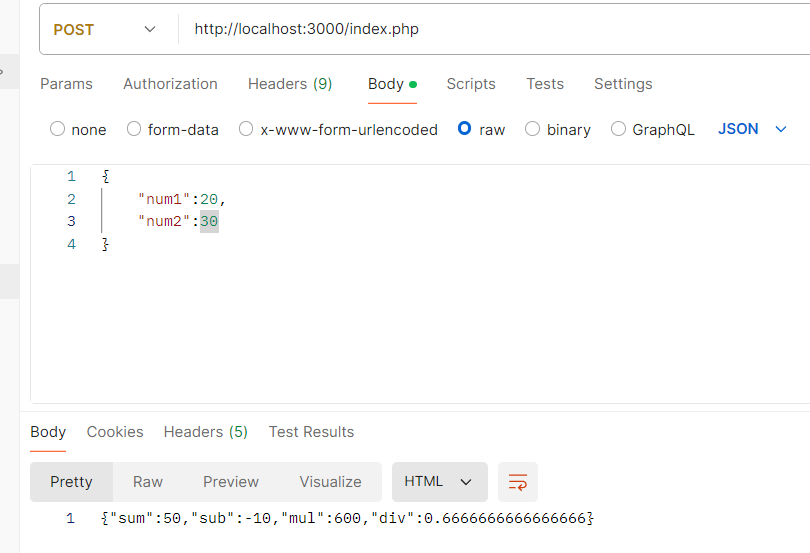 POST http://localhost:3000/index.php
Params Authorization Headers (9) Body Scripts Tests Settings
none form-data x-www-form-urlencoded raw binary GraphQL JSON
1 {
2 "num1":20,
3 "num2":30
4 }
Body Cookies Headers (5) Test Results
Pretty Raw Preview Visualize HTML
1 {"sum":50,"sub":-10,"mul":600,"div":0.6666666666666666}